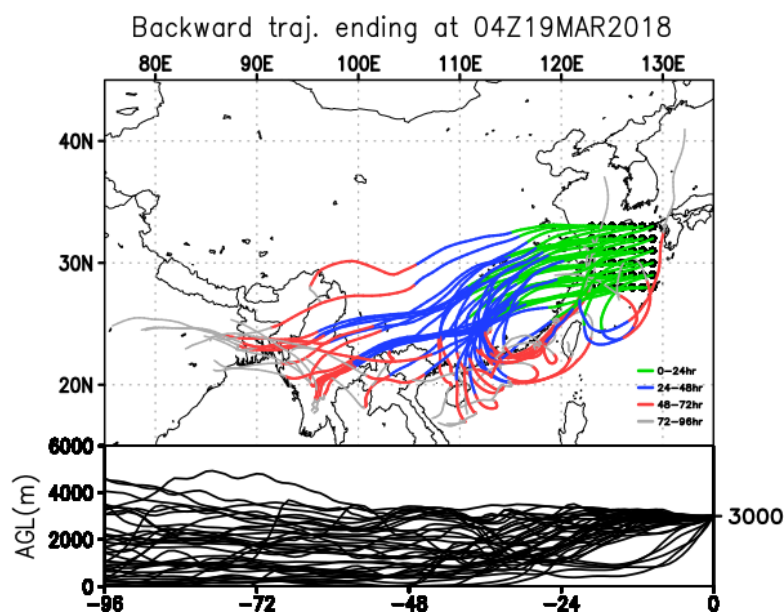 Backward traj. ending at 04Z19MAR2018
80E 90E 100E 110E 120E 130E
40N
30N
20N
0-24hr
24-48hr
48-72hr
72-96hr
6000
4000
2000
0
AGL(m)
3000
-96 -72 -48 -24 0